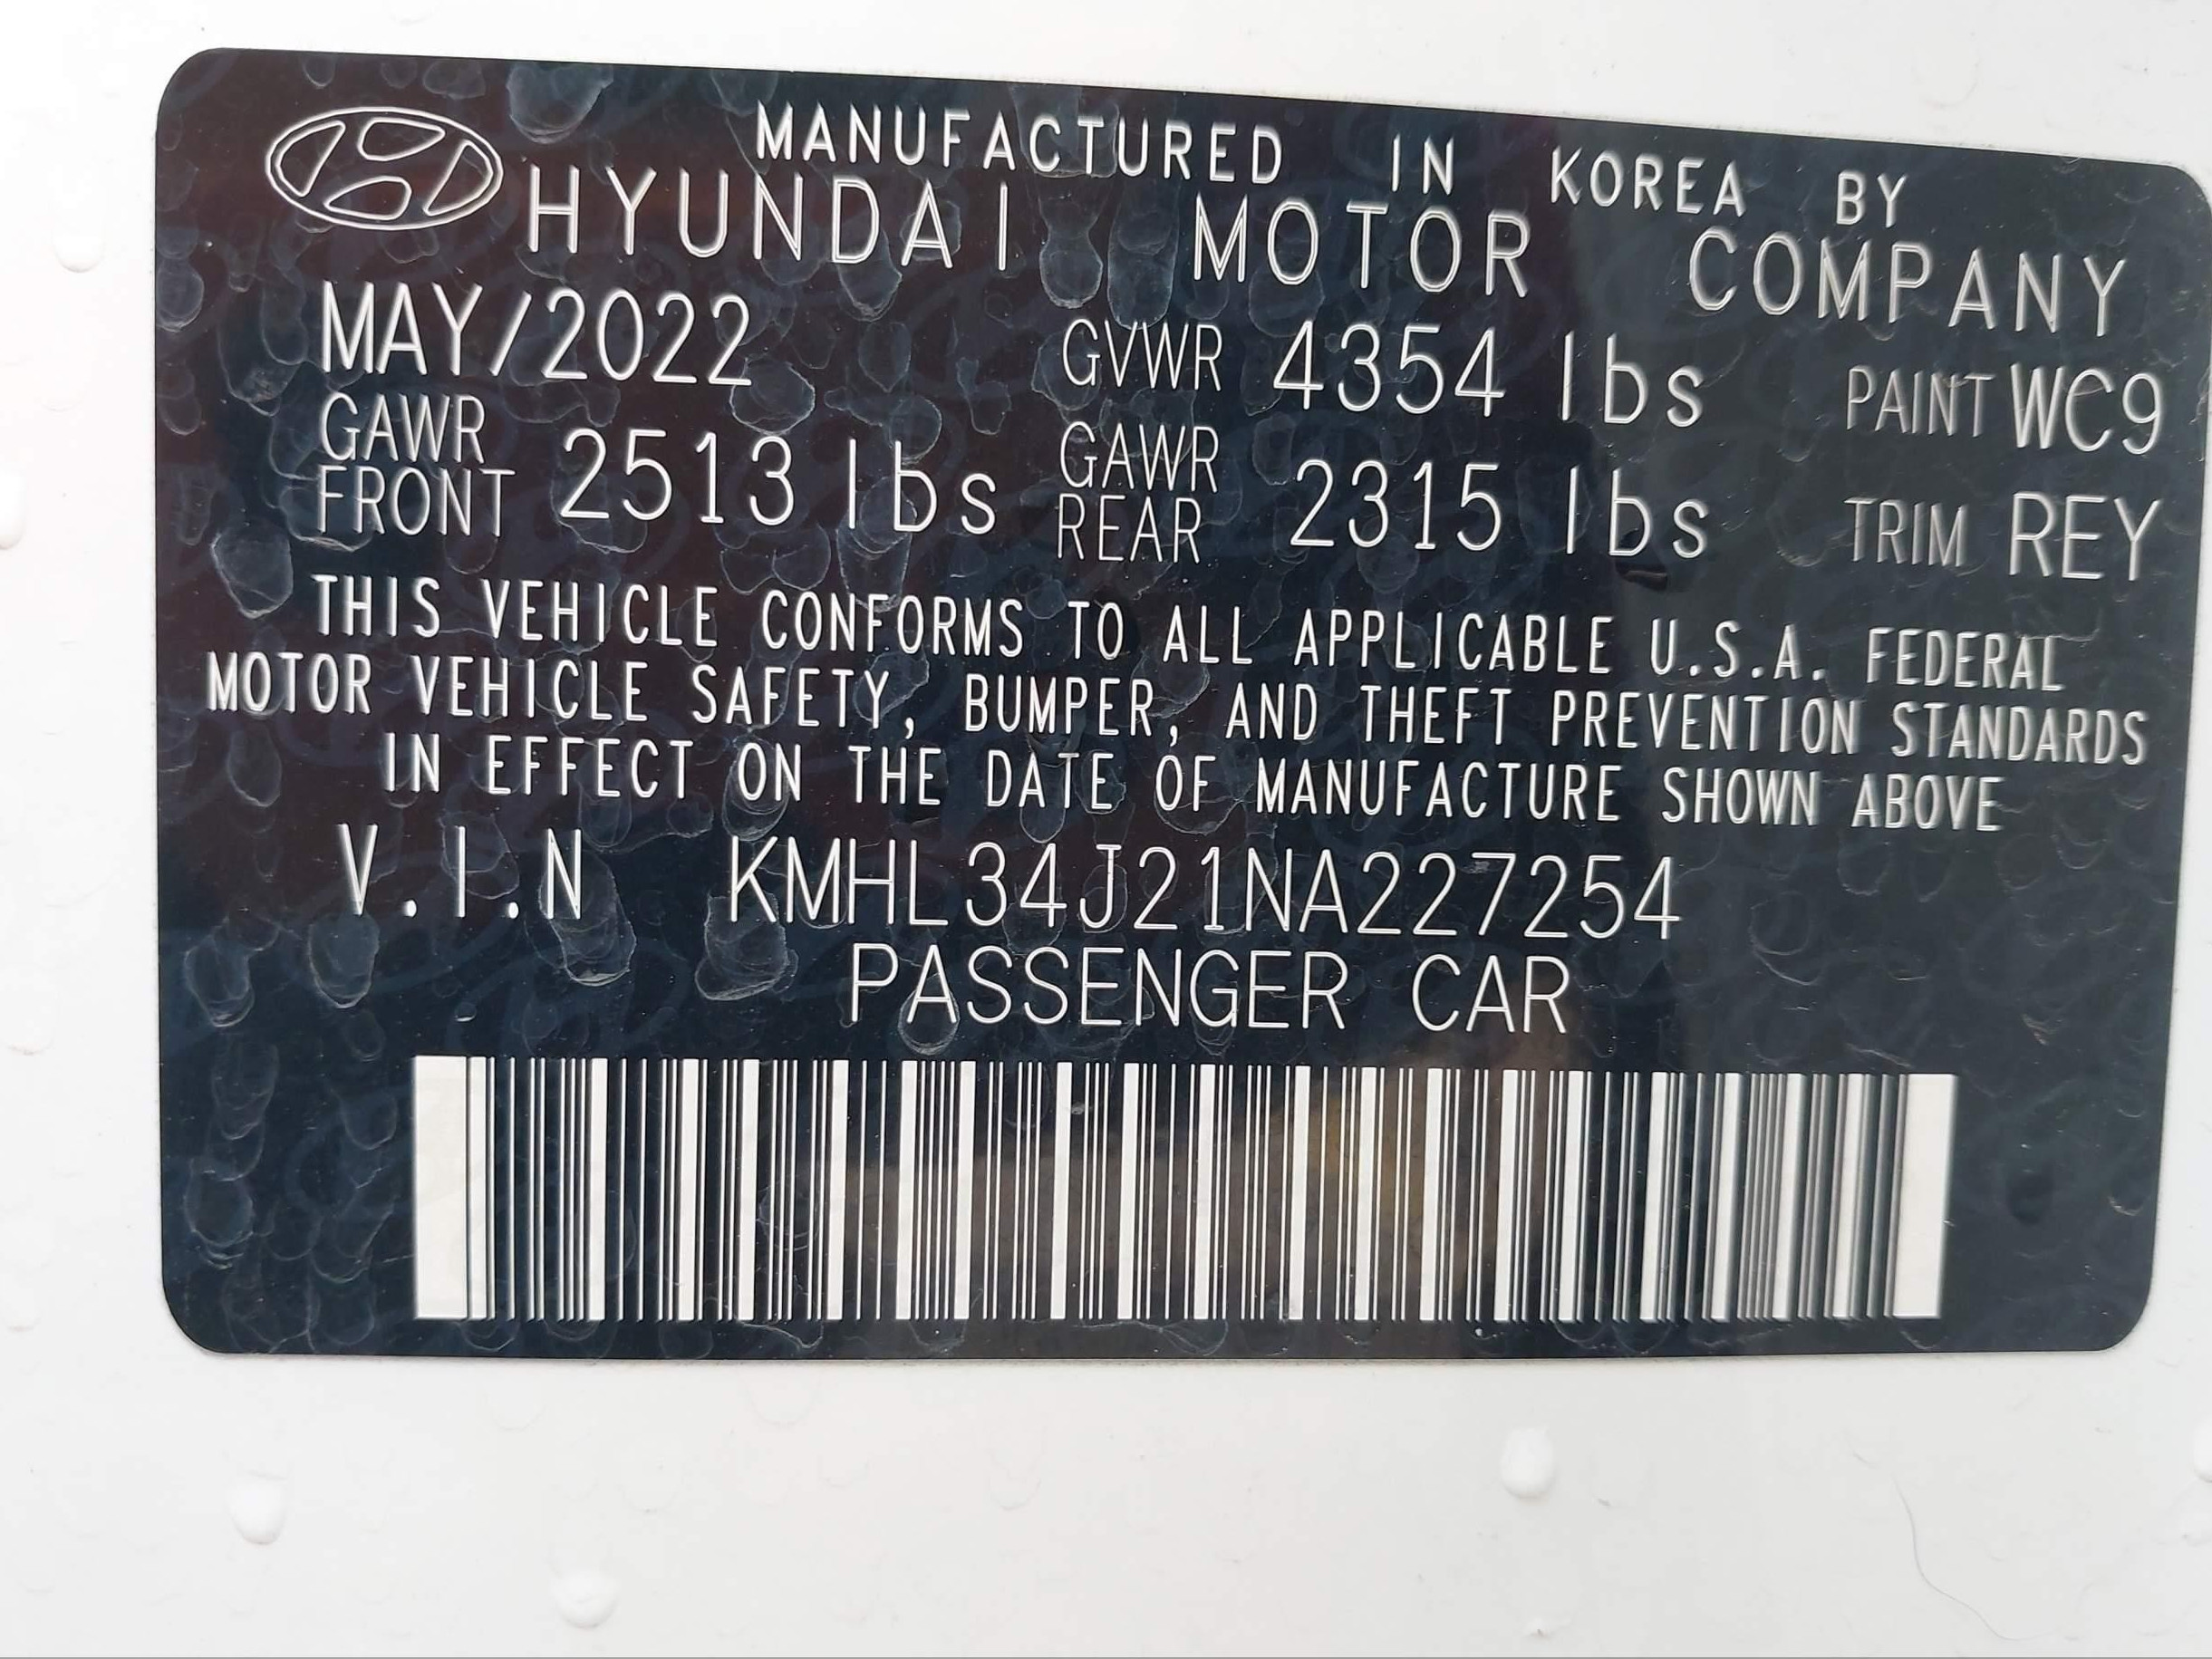 MANUFACTURED IN KOREA BY
HYUNDAI MOTOR COMPANY
MAY/2022 GVWR 4354 lbs PAINT WC9
GAWR FRONT 2513 lbs GAWR REAR 2315 lbs TRIM REY
THIS VEHICLE CONFORMS TO ALL APPLICABLE U.S.A. FEDERAL
MOTOR VEHICLE SAFETY, BUMPER, AND THEFT PREVENTION STANDARDS
IN EFFECT ON THE DATE OF MANUFACTURE SHOWN ABOVE
V.I.N KMHL34J21NA227254
PASSENGER CAR